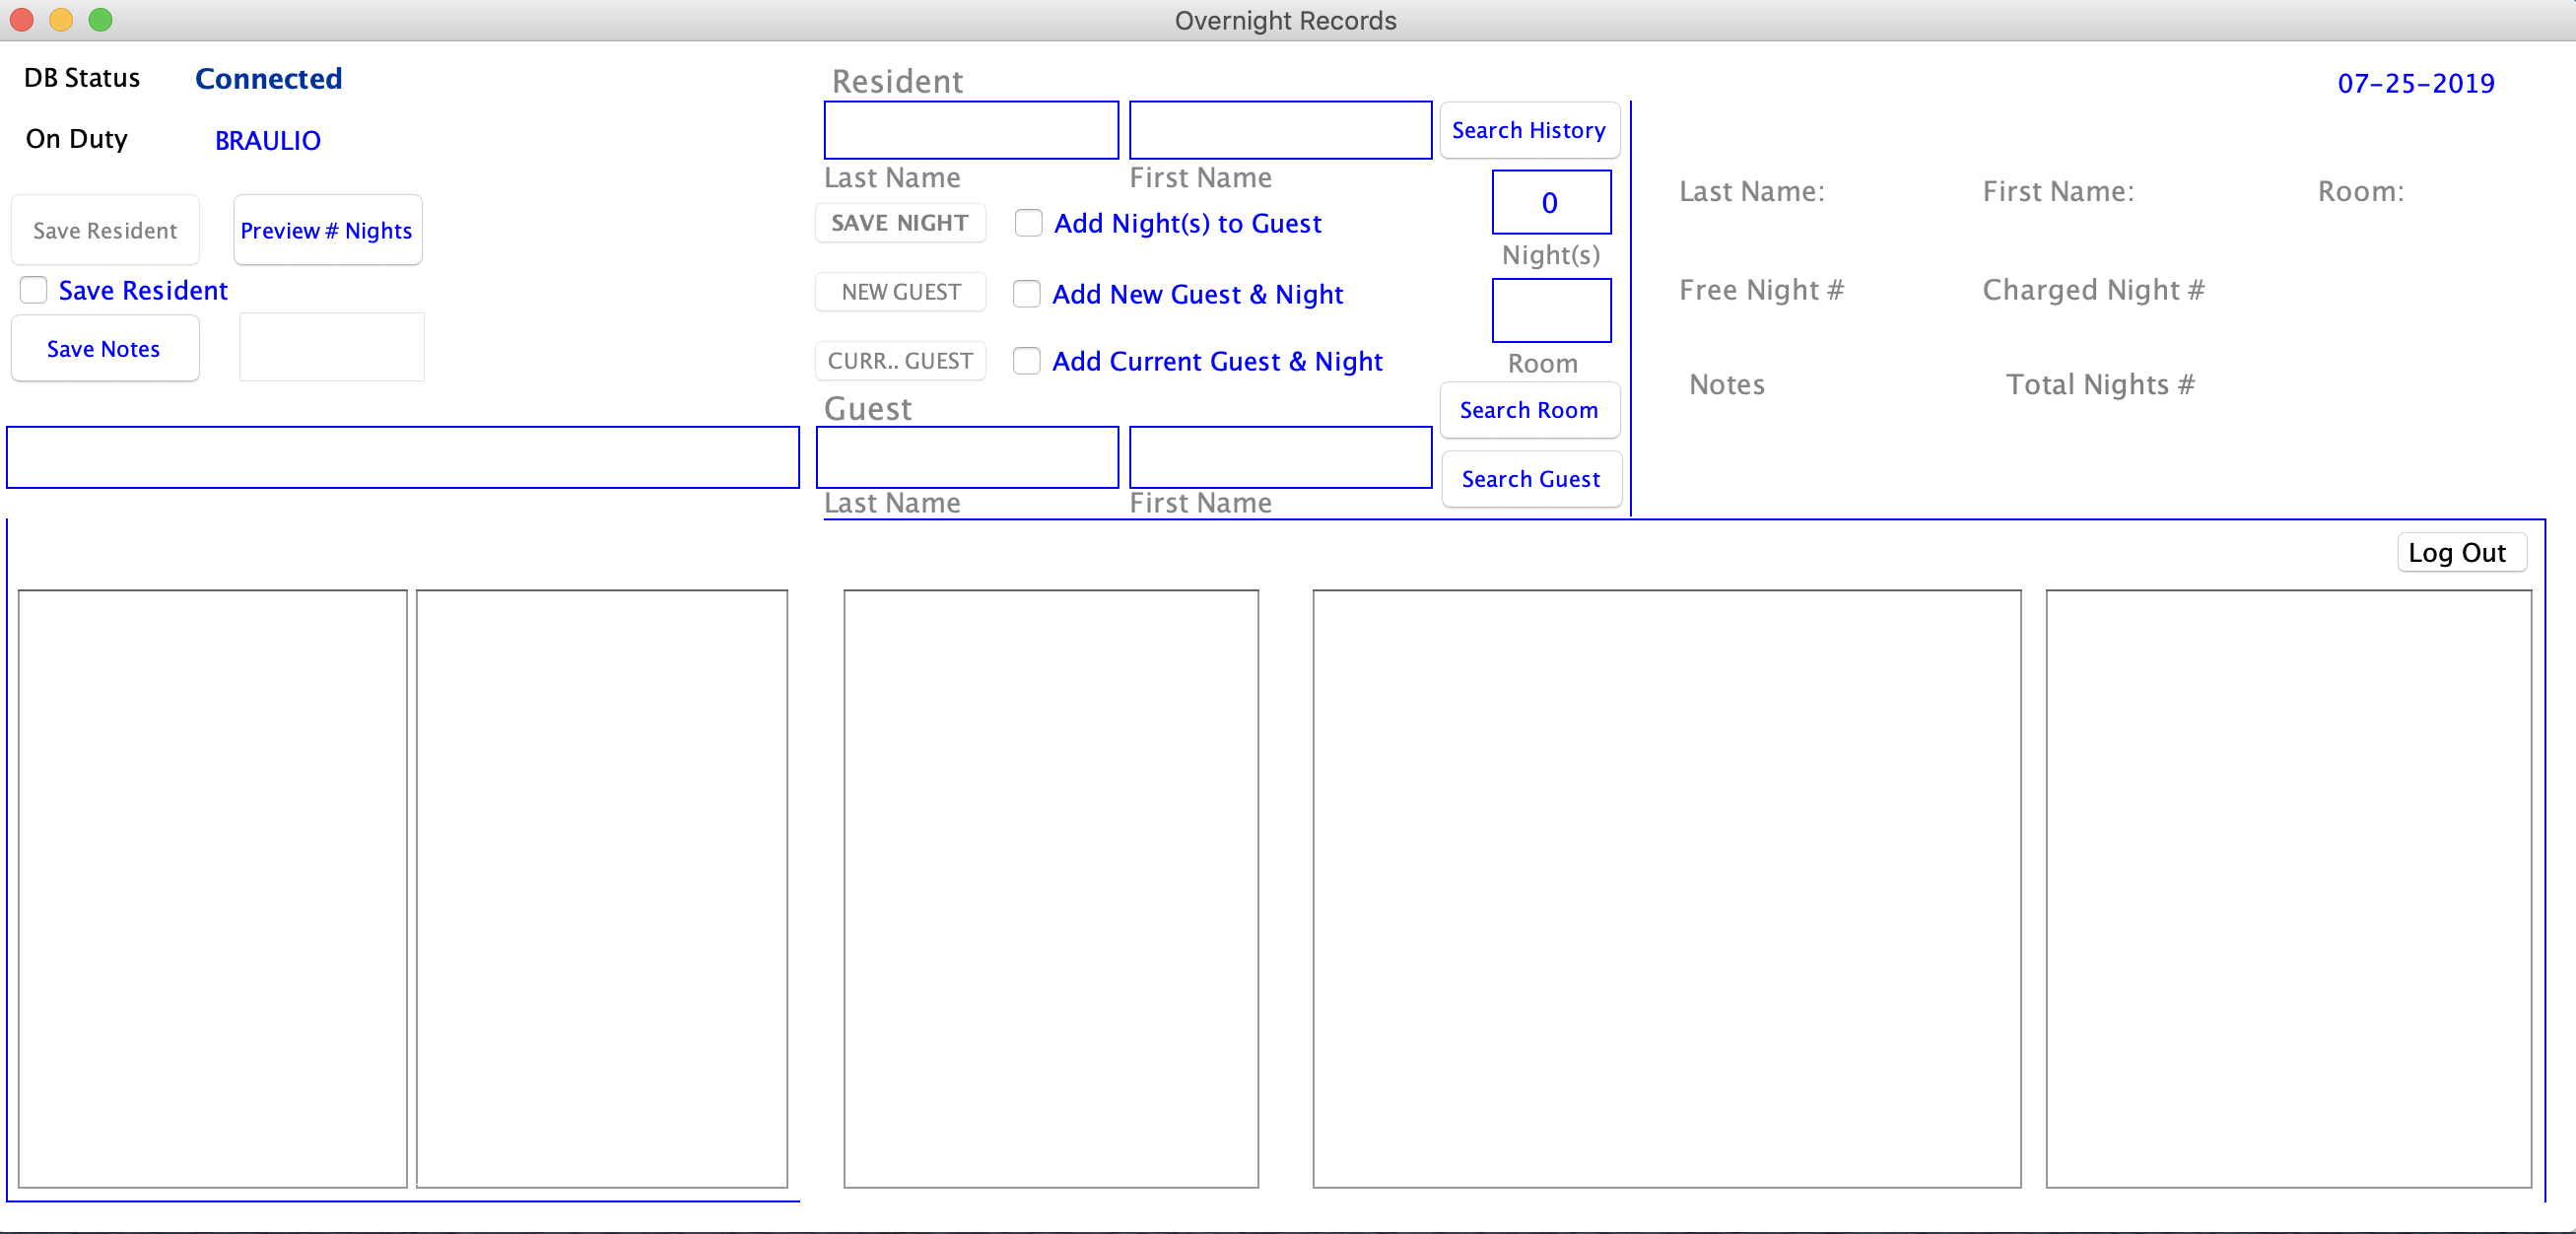 Overnight Records
DB Status Connected
On Duty BRAULIO
Save Resident Preview # Nights
Save Resident
Save Notes
Resident
Search History
Last Name First Name
SAVE NIGHT Add Night(s) to Guest
0
Night(s)
NEW GUEST Add New Guest & Night
CURR.. GUEST Add Current Guest & Night
Room
Guest
Search Room
Search Guest
Last Name First Name
07-25-2019
Last Name: First Name: Room:
Free Night # Charged Night #
Notes Total Nights #
Log Out